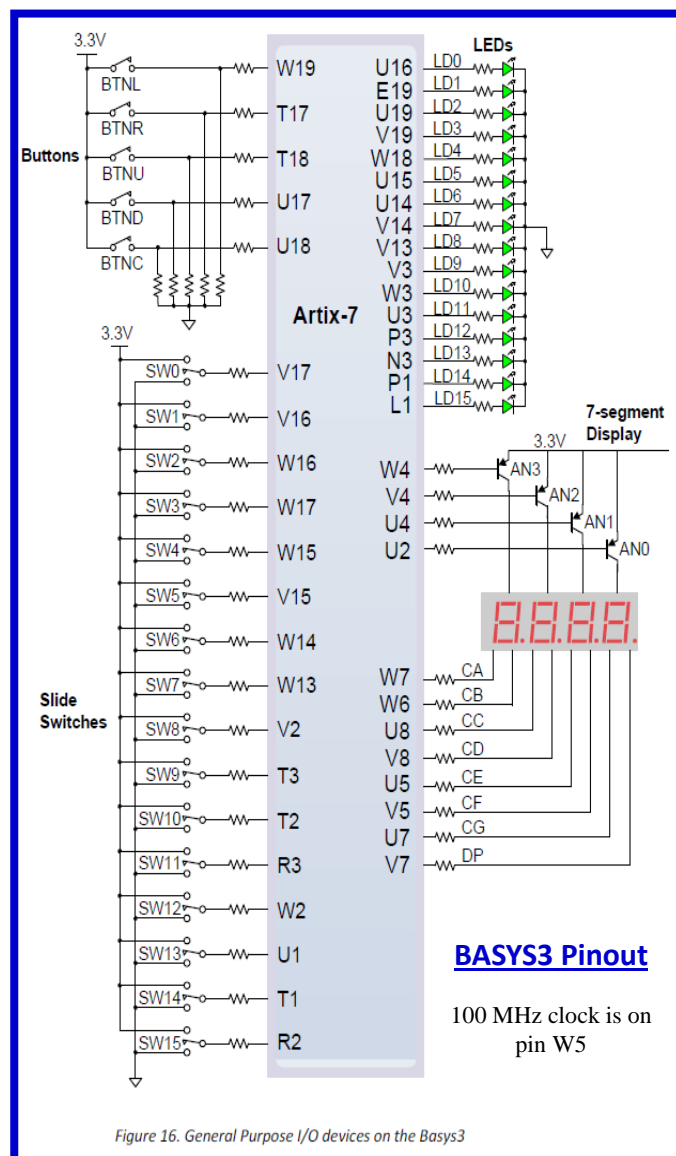 3.3V
BTNL
BTNR
Buttons
BTNU
BTND
BTNC
W19
T17
T18
U17
U18
Artix-7
LEDs
U16 LD0
E19 LD1
U19 LD2
V19 LD3
W18 LD4
U15 LD5
U14 LD6
V14 LD7
V13 LD8
V3 LD9
W3 LD10
U3 LD11
P3 LD12
N3 LD13
P1 LD14
L1 LD15
3.3V
SW0 V17
SW1 V16
SW2 W16
SW3 W17
SW4 W15
SW5 V15
SW6 W14
SW7 W13
Slide
Switches
SW8 V2
SW9 T3
SW10 T2
SW11 R3
SW12 W2
SW13 U1
SW14 T1
SW15 R2
7-segment
Display
3.3V
W4 AN3
V4 AN2
U4 AN1
U2 AN0
8.8.8.8.
W7 CA
W6 CB
U8 CC
V8 CD
U5 CE
V5 CF
U7 CG
V7 DP
BASYS3 Pinout
100 MHz clock is on
pin W5
Figure 16. General Purpose I/O devices on the Basys3